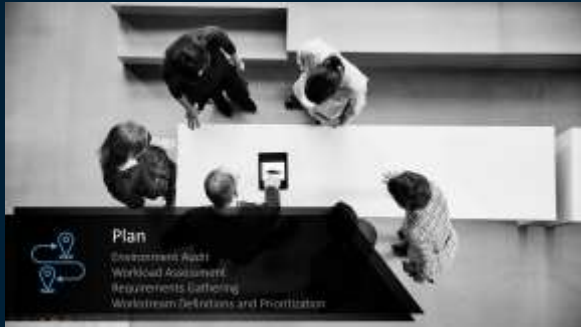 Plan
Environment Audit
Workload Assessment
Requirements Gathering
Workstream Definitions and Prioritization